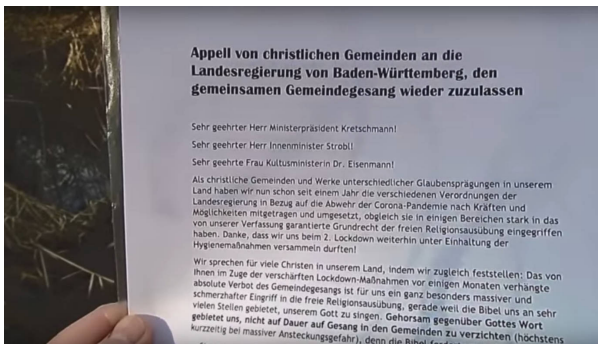 Appell von christlichen Gemeinden an die
Landesregierung von Baden-Württemberg, den
gemeinsamen Gemeindegesang wieder zuzulassen
Sehr geehrter Herr Ministerpräsident Kretschmann!
Sehr geehrter Herr Innenminister Strobl!
Sehr geehrte Frau Kultusministerin Dr. Eisenmann!
Als christliche Gemeinden und Werke unterschiedlicher Glaubensprägungen in unserem
Land haben wir nun schon seit einem Jahr die verschiedenen Verordnungen der
Landesregierung in Bezug auf die Abwehr der Corona-Pandemie nach Kräften und
Möglichkeiten mitgetragen und umgesetzt, obgleich sie in einigen Bereichen stark in das
von unserer Verfassung garantierte Grundrecht der freien Religionsausübung eingegriffen
haben. Danke, dass wir uns beim 2. Lockdown weiterhin unter Einhaltung der
Hygienemaßnahmen versammeln durften!
Wir sprechen für viele Christen in unserem Land, indem wir zugleich feststellen: Das von
Ihnen im Zuge der verschärften Lockdown-Maßnahmen vor einigen Monaten verhängte
absolute Verbot des Gemeindegesangs ist für uns ein ganz besonders massiver und
schmerzhafter Eingriff in die freie Religionsausübung, gerade weil die Bibel uns an sehr
vielen Stellen gebietet, unserem Gott zu singen. Gehorsam gegenüber Gottes Wort
gebietet uns, nicht auf Dauer auf Gesang in den Gemeinden zu verzichten (höchstens
kurzzeitig bei massiver Ansteckungsgefahr), denn die Bibel